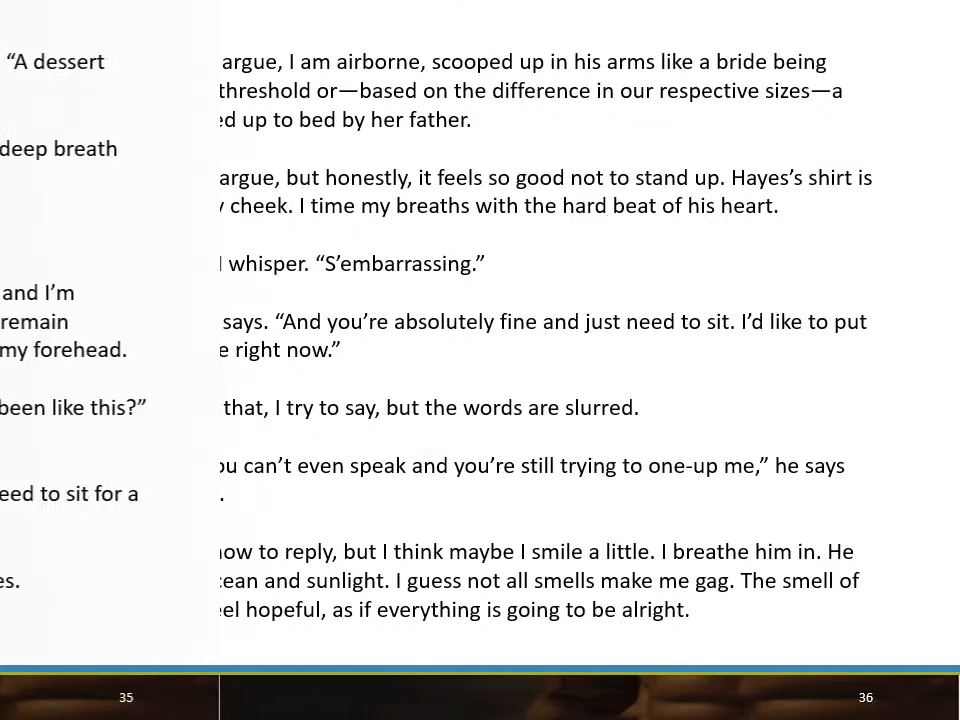 “A dessert
deep breath
and I’m
remain
my forehead.
been like this?”
eed to sit for a
es.
35
argue, I am airborne, scooped up in his arms like a bride being
threshold or—based on the difference in our respective sizes—a
ed up to bed by her father.
argue, but honestly, it feels so good not to stand up. Hayes’s shirt is
cheek. I time my breaths with the hard beat of his heart.
I whisper. “S’embarrassing.”
says. “And you’re absolutely fine and just need to sit. I’d like to put
e right now.”
that, I try to say, but the words are slurred.
ou can’t even speak and you’re still trying to one-up me,” he says
.
how to reply, but I think maybe I smile a little. I breathe him in. He
cean and sunlight. I guess not all smells make me gag. The smell of
eel hopeful, as if everything is going to be alright.
36